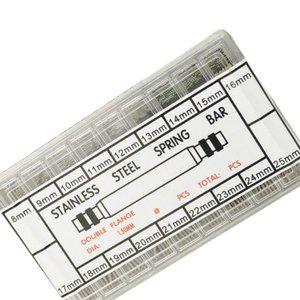 8mm 9mm 10mm 11mm 12mm 13mm 14mm 15mm 16mm
STAINLESS STEEL SPRING BAR
DOUBLE FLANGE @ PCS TOTAL: PCS
DIA: 1.50MM
17mm 18mm 19mm 20mm 21mm 22mm 23mm 24mm 25mm